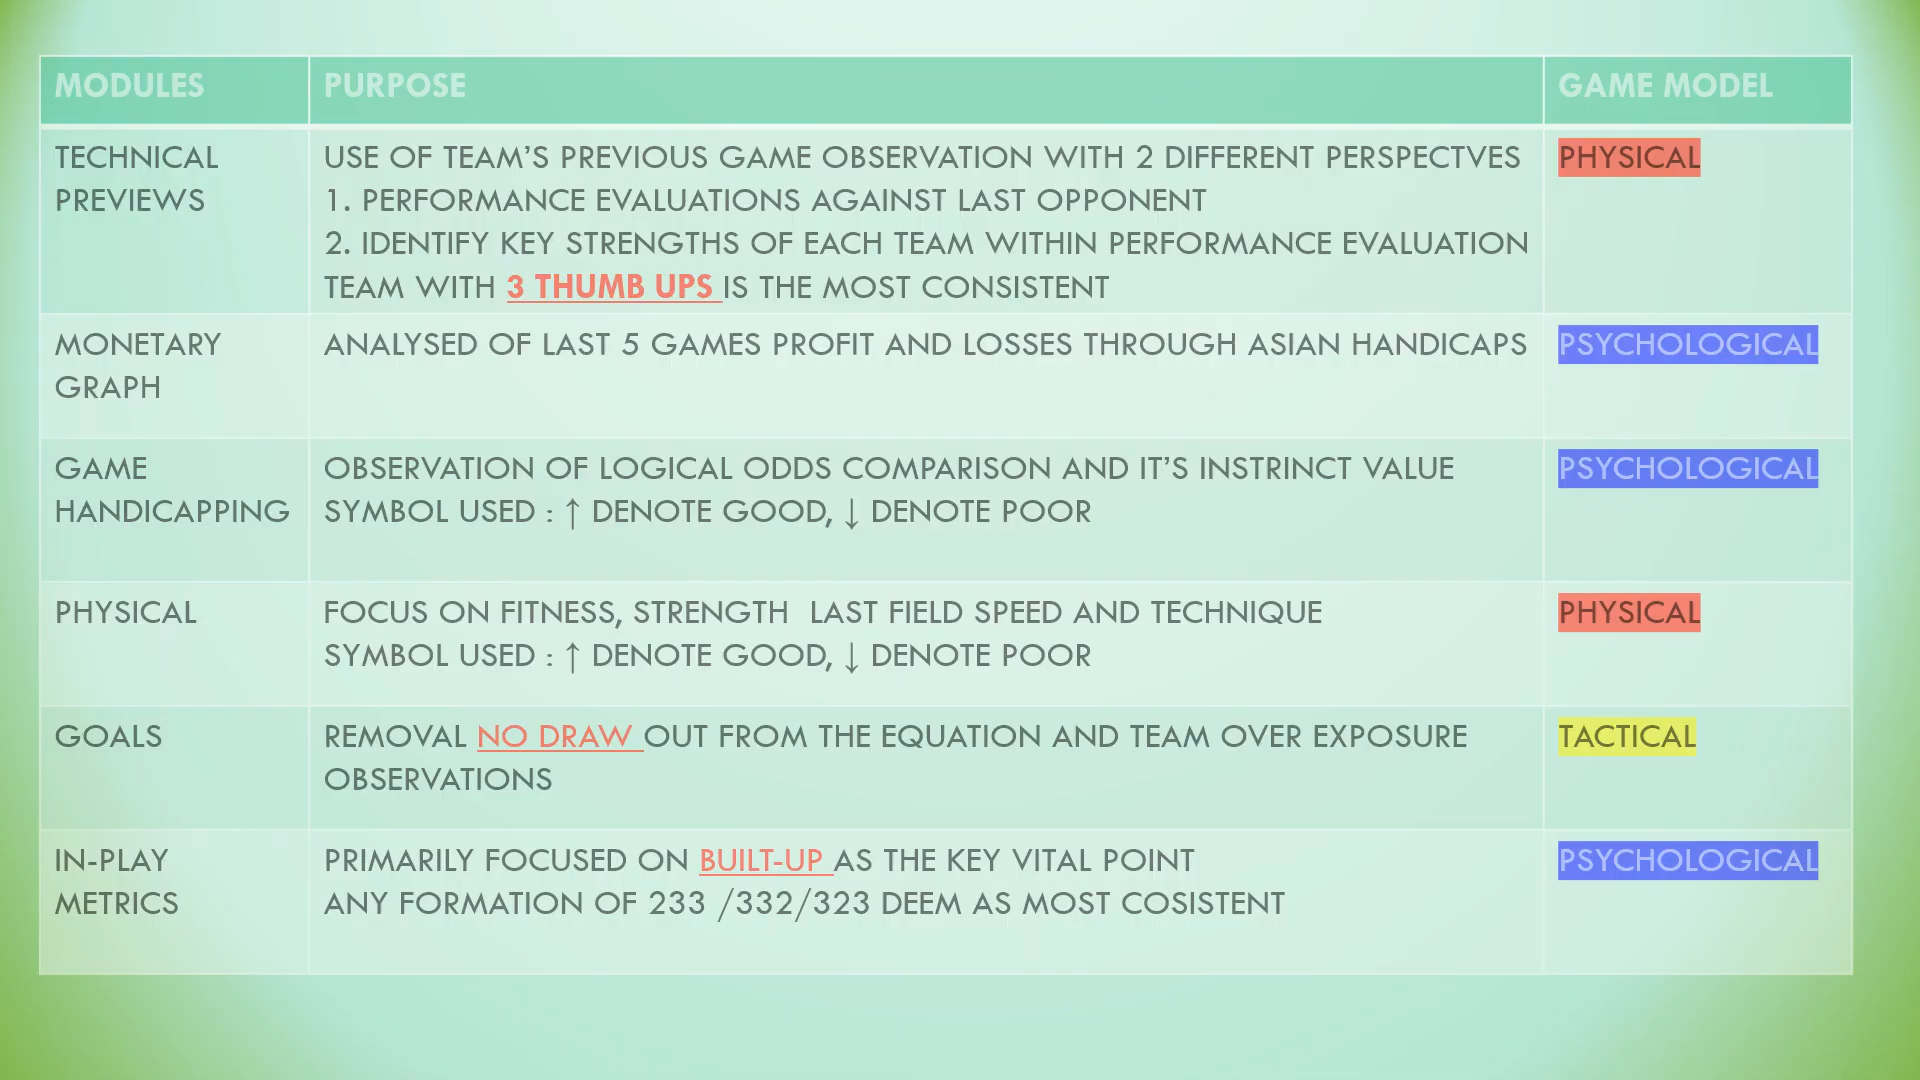 MODULES PURPOSE GAME MODEL
TECHNICAL PREVIEWS
USE OF TEAM'S PREVIOUS GAME OBSERVATION WITH 2 DIFFERENT PERSPECTVES
1. PERFORMANCE EVALUATIONS AGAINST LAST OPPONENT
2. IDENTIFY KEY STRENGTHS OF EACH TEAM WITHIN PERFORMANCE EVALUATION
TEAM WITH 3 THUMB UPS IS THE MOST CONSISTENT
PHYSICAL
MONETARY
GRAPH
ANALYSED OF LAST 5 GAMES PROFIT AND LOSSES THROUGH ASIAN HANDICAPS
PSYCHOLOGICAL
GAME
HANDICAPPING
OBSERVATION OF LOGICAL ODDS COMPARISON AND IT'S INSTRINCT VALUE
SYMBOL USED : ↑ DENOTE GOOD, ↓ DENOTE POOR
PSYCHOLOGICAL
PHYSICAL
FOCUS ON FITNESS, STRENGTH  LAST FIELD SPEED AND TECHNIQUE
SYMBOL USED : ↑ DENOTE GOOD, ↓ DENOTE POOR
PHYSICAL
GOALS
REMOVAL NO DRAW OUT FROM THE EQUATION AND TEAM OVER EXPOSURE
OBSERVATIONS
TACTICAL
IN-PLAY
METRICS
PRIMARILY FOCUSED ON BUILT-UP AS THE KEY VITAL POINT
ANY FORMATION OF 233 /332/323 DEEM AS MOST COSISTENT
PSYCHOLOGICAL